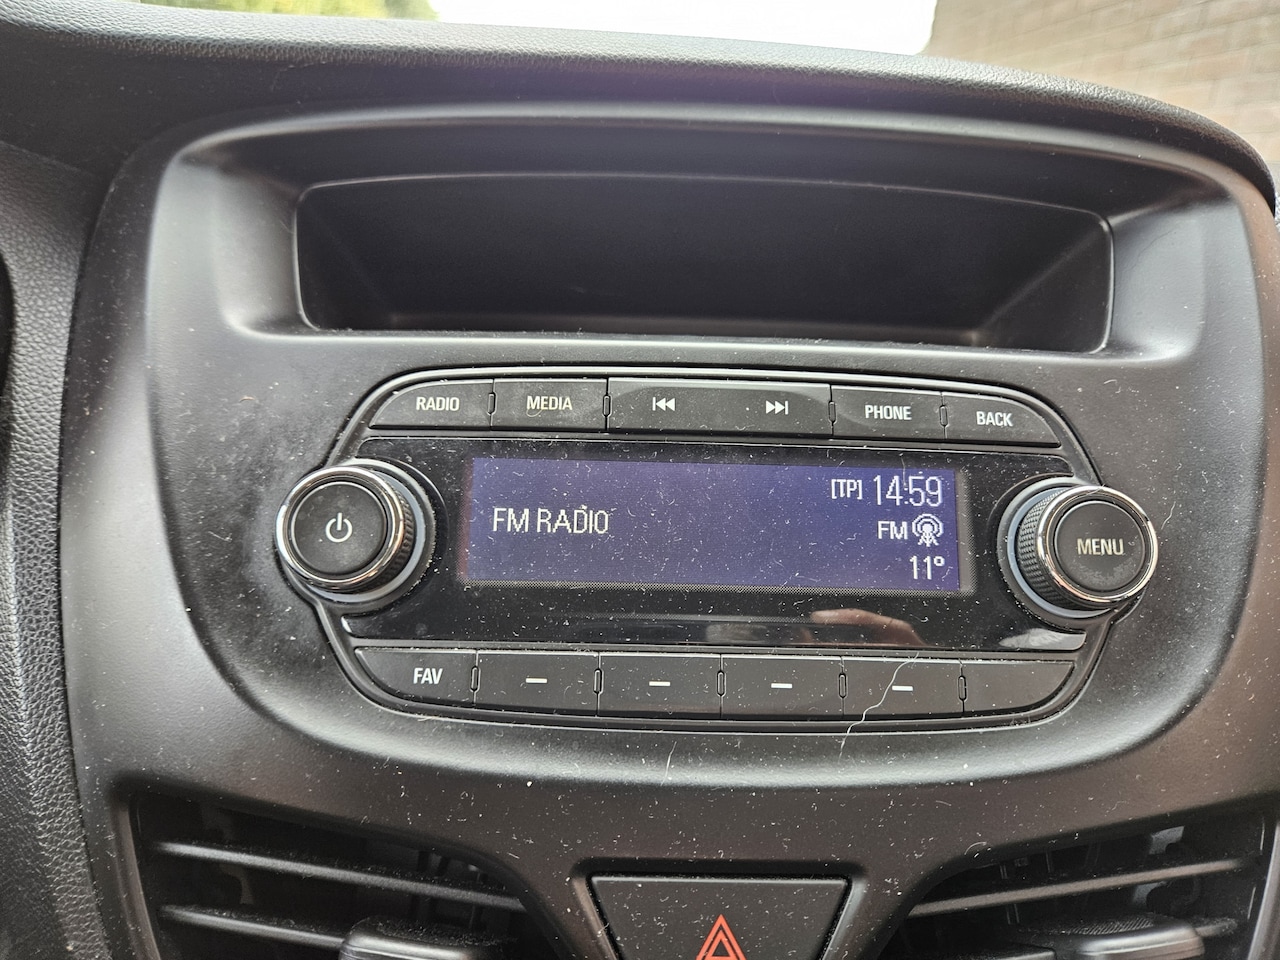 RADIO
MEDIA
PHONE
BACK
[TP] 14:59
FM RADIO
FM
11°
MENU
FAV